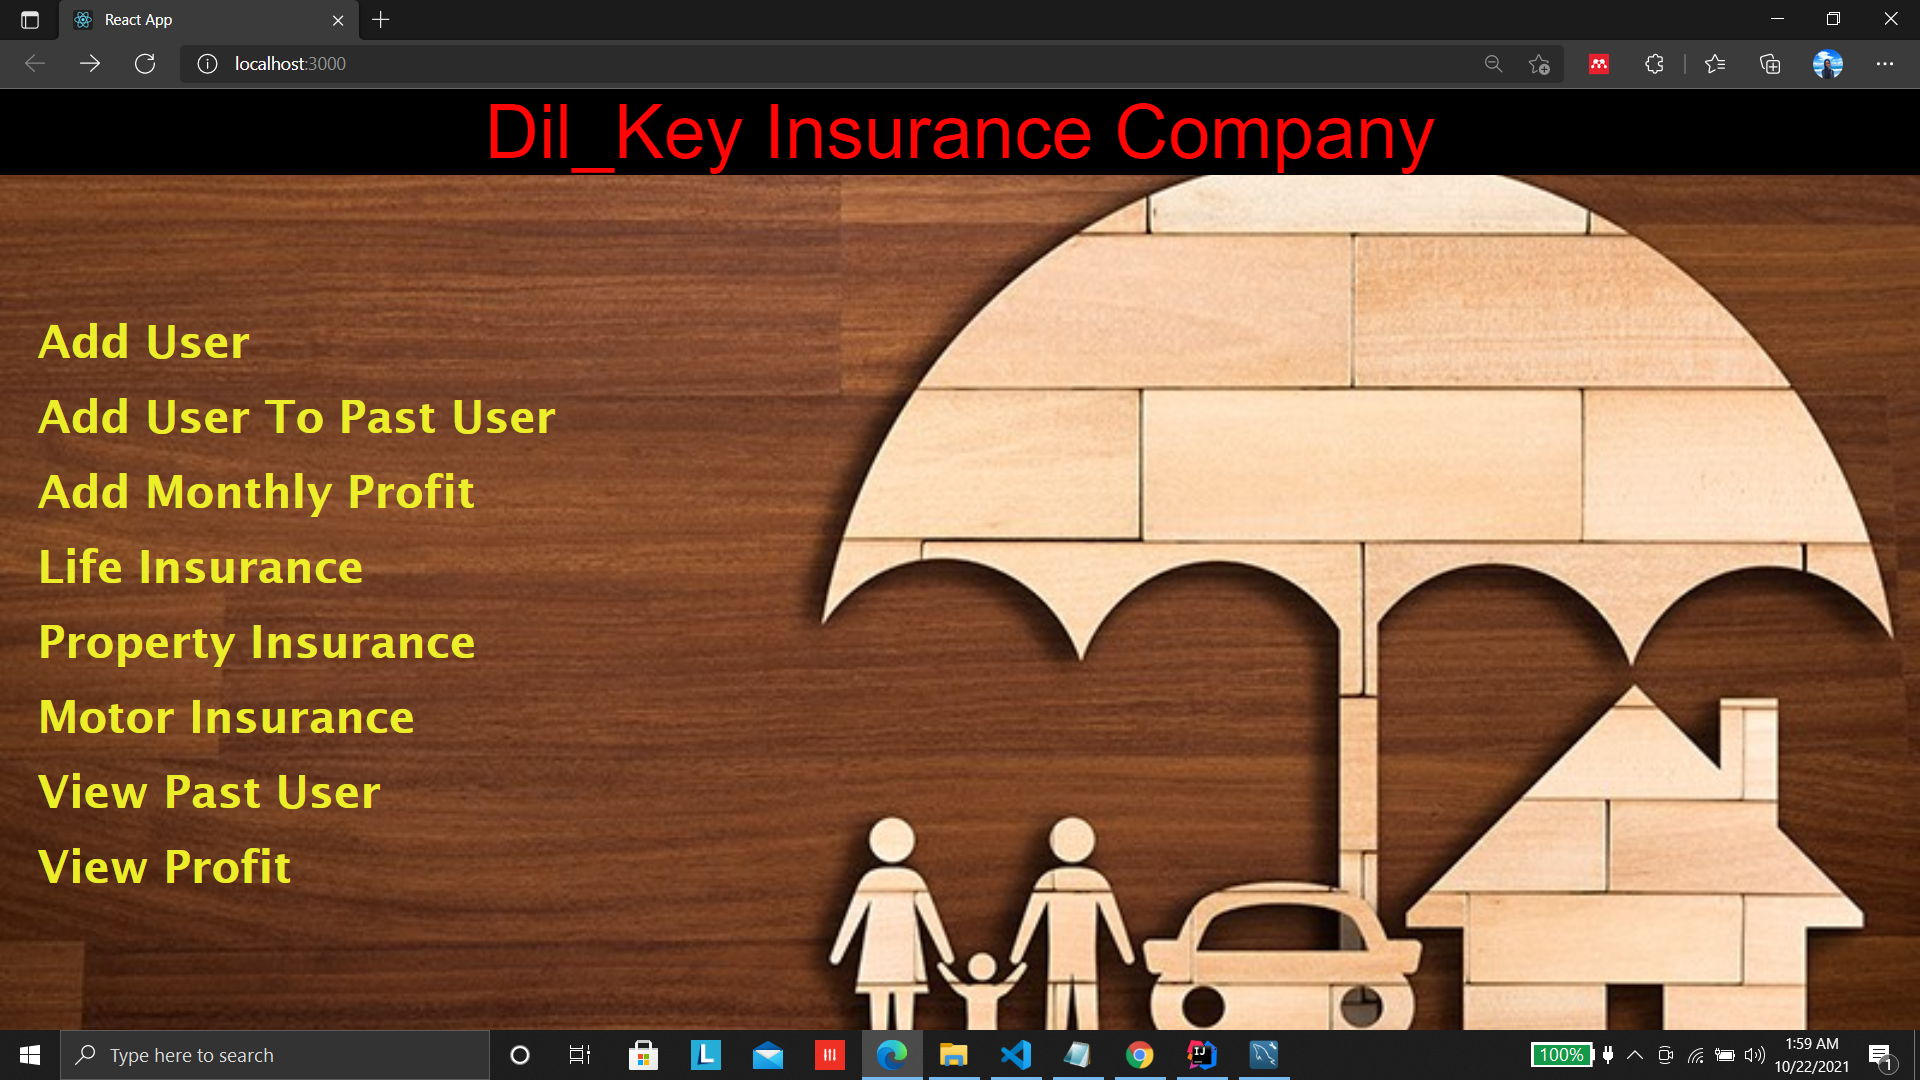 React App
localhost:3000
Dil_Key Insurance Company
Add User
Add User To Past User
Add Monthly Profit
Life Insurance
Property Insurance
Motor Insurance
View Past User
View Profit
Type here to search
L
IJ
100%
1:59 AM
10/22/2021
1